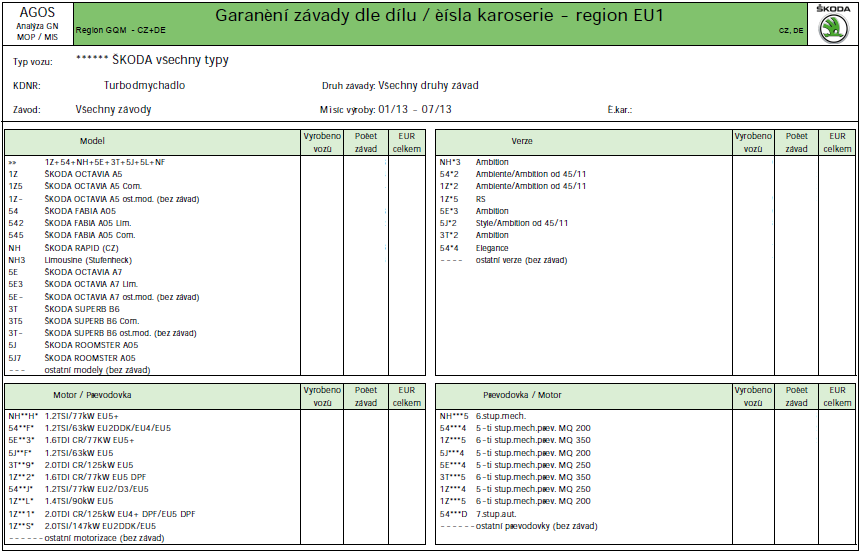 AGOS
Analýza GN
MOP / MIS
Region GQM - CZ+DE
Garanèní závady dle dílu / èísla karoserie - region EU1
CZ, DE
ŠKODA
Typ vozu: ****** ŠKODA všechny typy
KDNR: Turbodmychadlo Druh závady: Všechny druhy závad
Závod: Všechny závody Misíc výroby: 01/13 - 07/13 È.kar.:
Model Vyrobeno vozù Poèet závad EUR celkem
»» 1Z+54+NH+5E+3T+5J+5L+NF
1Z ŠKODA OCTAVIA A5
1Z5 ŠKODA OCTAVIA A5 Com.
1Z- ŠKODA OCTAVIA A5 ost.mod. (bez závad)
54 ŠKODA FABIA A05
542 ŠKODA FABIA A05 Lim.
545 ŠKODA FABIA A05 Com.
NH ŠKODA RAPID (CZ)
NH3 Limousine (Stufenheck)
5E ŠKODA OCTAVIA A7
5E3 ŠKODA OCTAVIA A7 Lim.
5E- ŠKODA OCTAVIA A7 ost.mod. (bez závad)
3T ŠKODA SUPERB B6
3T5 ŠKODA SUPERB B6 Com.
3T- ŠKODA SUPERB B6 ost.mod. (bez závad)
5J ŠKODA ROOMSTER A05
5J7 ŠKODA ROOMSTER A05
--- ostatní modely (bez závad)
Verze Vyrobeno vozù Poèet závad EUR celkem
NH*3 Ambition
54*2 Ambiente/Ambition od 45/11
1Z*2 Ambiente/Ambition od 45/11
1Z*5 RS
5E*3 Ambition
5J*2 Style/Ambition od 45/11
3T*2 Ambition
54*4 Elegance
---- ostatní verze (bez závad)
Motor / Pøevodovka Vyrobeno vozù Poèet závad EUR celkem
NH**H* 1.2TSI/77kW EU5+
54**F* 1.2TSI/63kW EU2DDK/EU4/EU5
5E**3* 1.6TDI CR/77KW EU5+
5J**F* 1.2TSI/63kW EU5
3T**9* 2.0TDI CR/125kW EU5
1Z**2* 1.6TDI CR/77kW EU5 DPF
54**J* 1.2TSI/77kW EU2/D3/EU5
1Z**L* 1.4TSI/90kW EU5
1Z**1* 2.0TDI CR/125kW EU4+ DPF/EU5 DPF
1Z**S* 2.0TSI/147kW EU2DDK/EU5
------ ostatní motorizace (bez závad)
Pøevodovka / Motor Vyrobeno vozù Poèet závad EUR celkem
NH***5 6.stup.mech.
54***4 5-ti stup.mech.pøev. MQ 200
1Z***5 6-ti stup.mech.pøev. MQ 350
5J***4 5-ti stup.mech.pøev. MQ 200
5E***4 5-ti stup.mech.pøev. MQ 250
3T***5 6-ti stup.mech.pøev. MQ 350
1Z***4 5-ti stup.mech.pøev. MQ 250
1Z***5 6-ti stup.mech.pøev. MQ 200
54***D 7.stup.aut.
------ ostatní pøevodovky (bez závad)